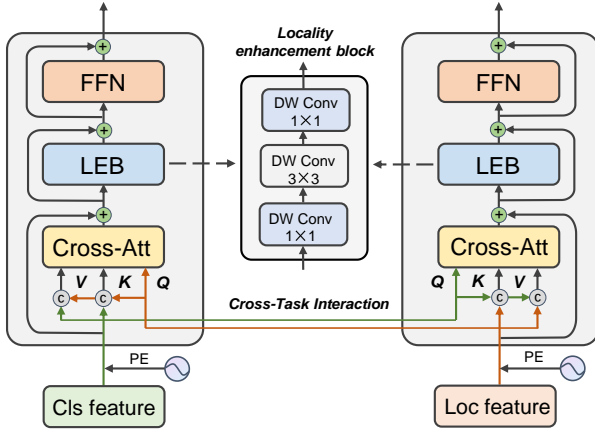 Locality
enhancement block
FFN
LEB
Cross-Att
V
K
Q
C
C
PE
Cls feature
DW Conv
1×1
DW Conv
3×3
DW Conv
1×1
Cross-Task Interaction
FFN
LEB
Cross-Att
Q
K
V
C
C
PE
Loc feature